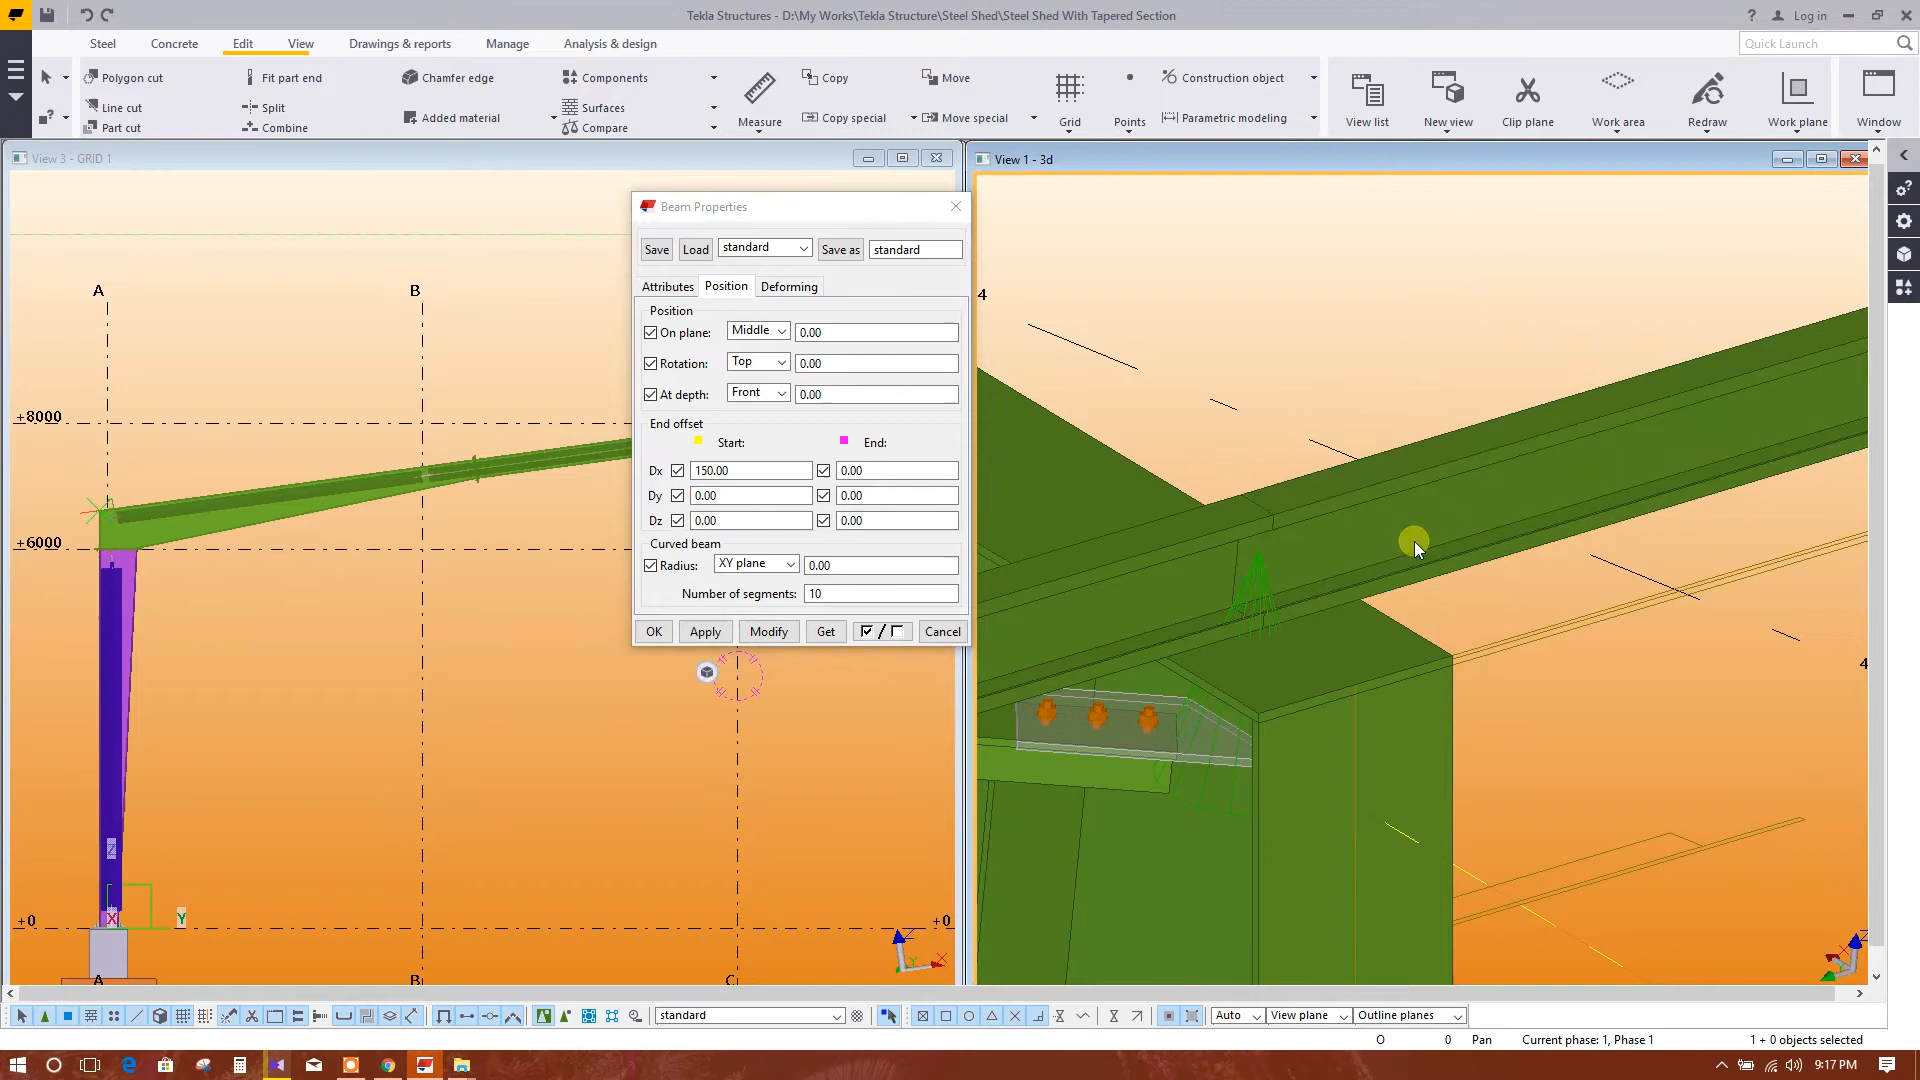 Tekla Structures - D:\My Works\Tekla Structure\Steel Shed\Steel Shed With Tapered Section
? Log in
Steel Concrete Edit View Drawings & reports Manage Analysis & design
Quick Launch
Polygon cut Fit part end Chamfer edge Components Copy Move Construction object
Line cut Split Surfaces
Added material Copy special Move special Parametric modeling
Part cut Combine Compare
Measure Grid Points View list New view Clip plane Work area Redraw Work plane Window
View 3 - GRID 1
View 1 - 3d
A B
+8000
+6000
+0 +0
X Y
Z
A B C
Z Y X
Beam Properties
Save Load standard Save as standard
Attributes Position Deforming
Position
On plane: Middle 0.00
Rotation: Top 0.00
At depth: Front 0.00
End offset
Start: End:
Dx 150.00 0.00
Dy 0.00 0.00
Dz 0.00 0.00
Curved beam
Radius: XY plane 0.00
Number of segments: 10
OK Apply Modify Get / Cancel
4
4
standard
Auto View plane Outline planes
O 0 Pan Current phase: 1, Phase 1 1 + 0 objects selected
9:17 PM